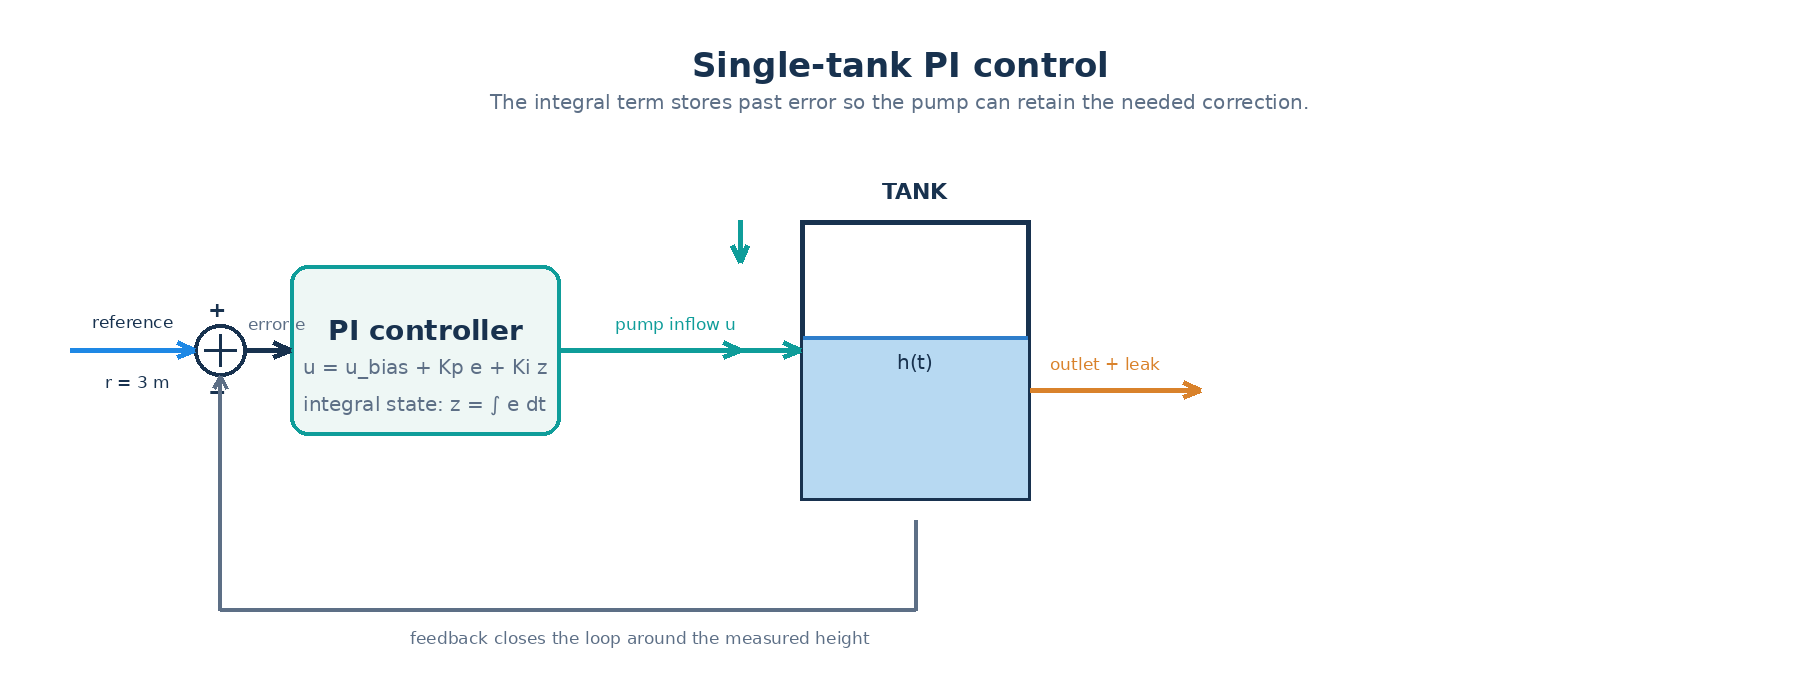 Single-tank PI control
The integral term stores past error so the pump can retain the needed correction.
TANK
+
reference
error e
PI controller
pump inflow u
u = u_bias + Kp e + Ki z
h(t)
outlet + leak
r = 3 m
−
integral state: z = ∫ e dt
feedback closes the loop around the measured height